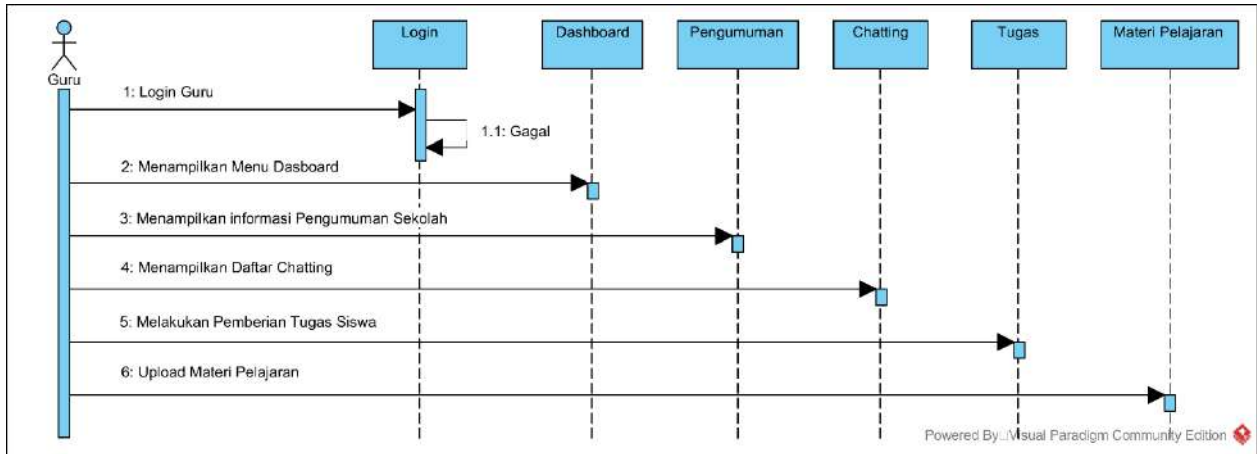 Login
Dashboard
Pengumuman
Chatting
Tugas
Materi Pelajaran
Guru
1: Login Guru
1.1: Gagal
2: Menampilkan Menu Dasboard
3: Menampilkan informasi Pengumuman Sekolah
4: Menampilkan Daftar Chatting
5: Melakukan Pemberian Tugas Siswa
6: Upload Materi Pelajaran
Powered By□Visual Paradigm Community Edition